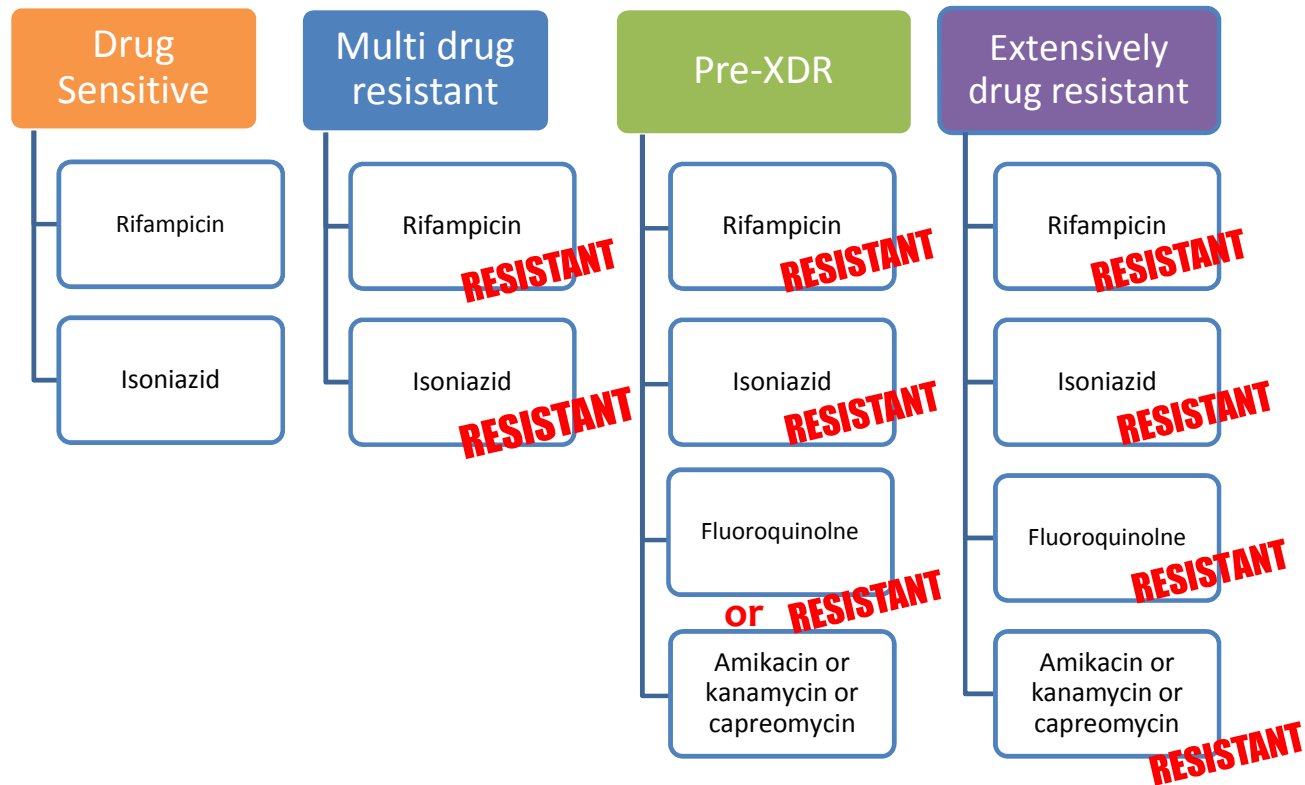 Drug
Sensitive
Rifampicin
Isoniazid
Multi drug
resistant
Rifampicin
RESISTANT
Isoniazid
RESISTANT
Pre-XDR
Rifampicin
RESISTANT
Isoniazid
RESISTANT
Fluoroquinolne
or RESISTANT
Amikacin or
kanamycin or
capreomycin
Extensively
drug resistant
Rifampicin
RESISTANT
Isoniazid
RESISTANT
Fluoroquinolne
RESISTANT
Amikacin or
kanamycin or
capreomycin
RESISTANT